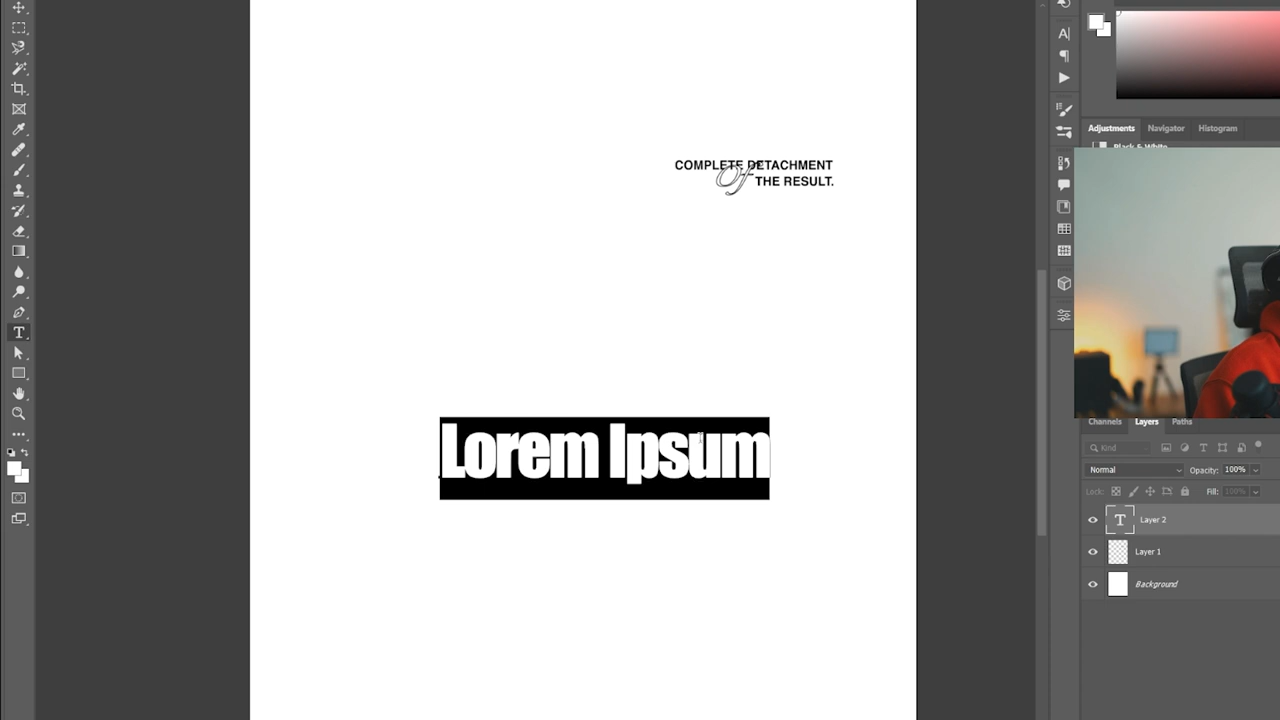 COMPLETE DETACHMENT
Of
THE RESULT.
Lorem Ipsum
Adjustments Navigator Histogram
Channels Layers Paths
Kind
Normal Opacity: 100%
Lock: Fill: 100%
Layer 2
Layer 1
Background